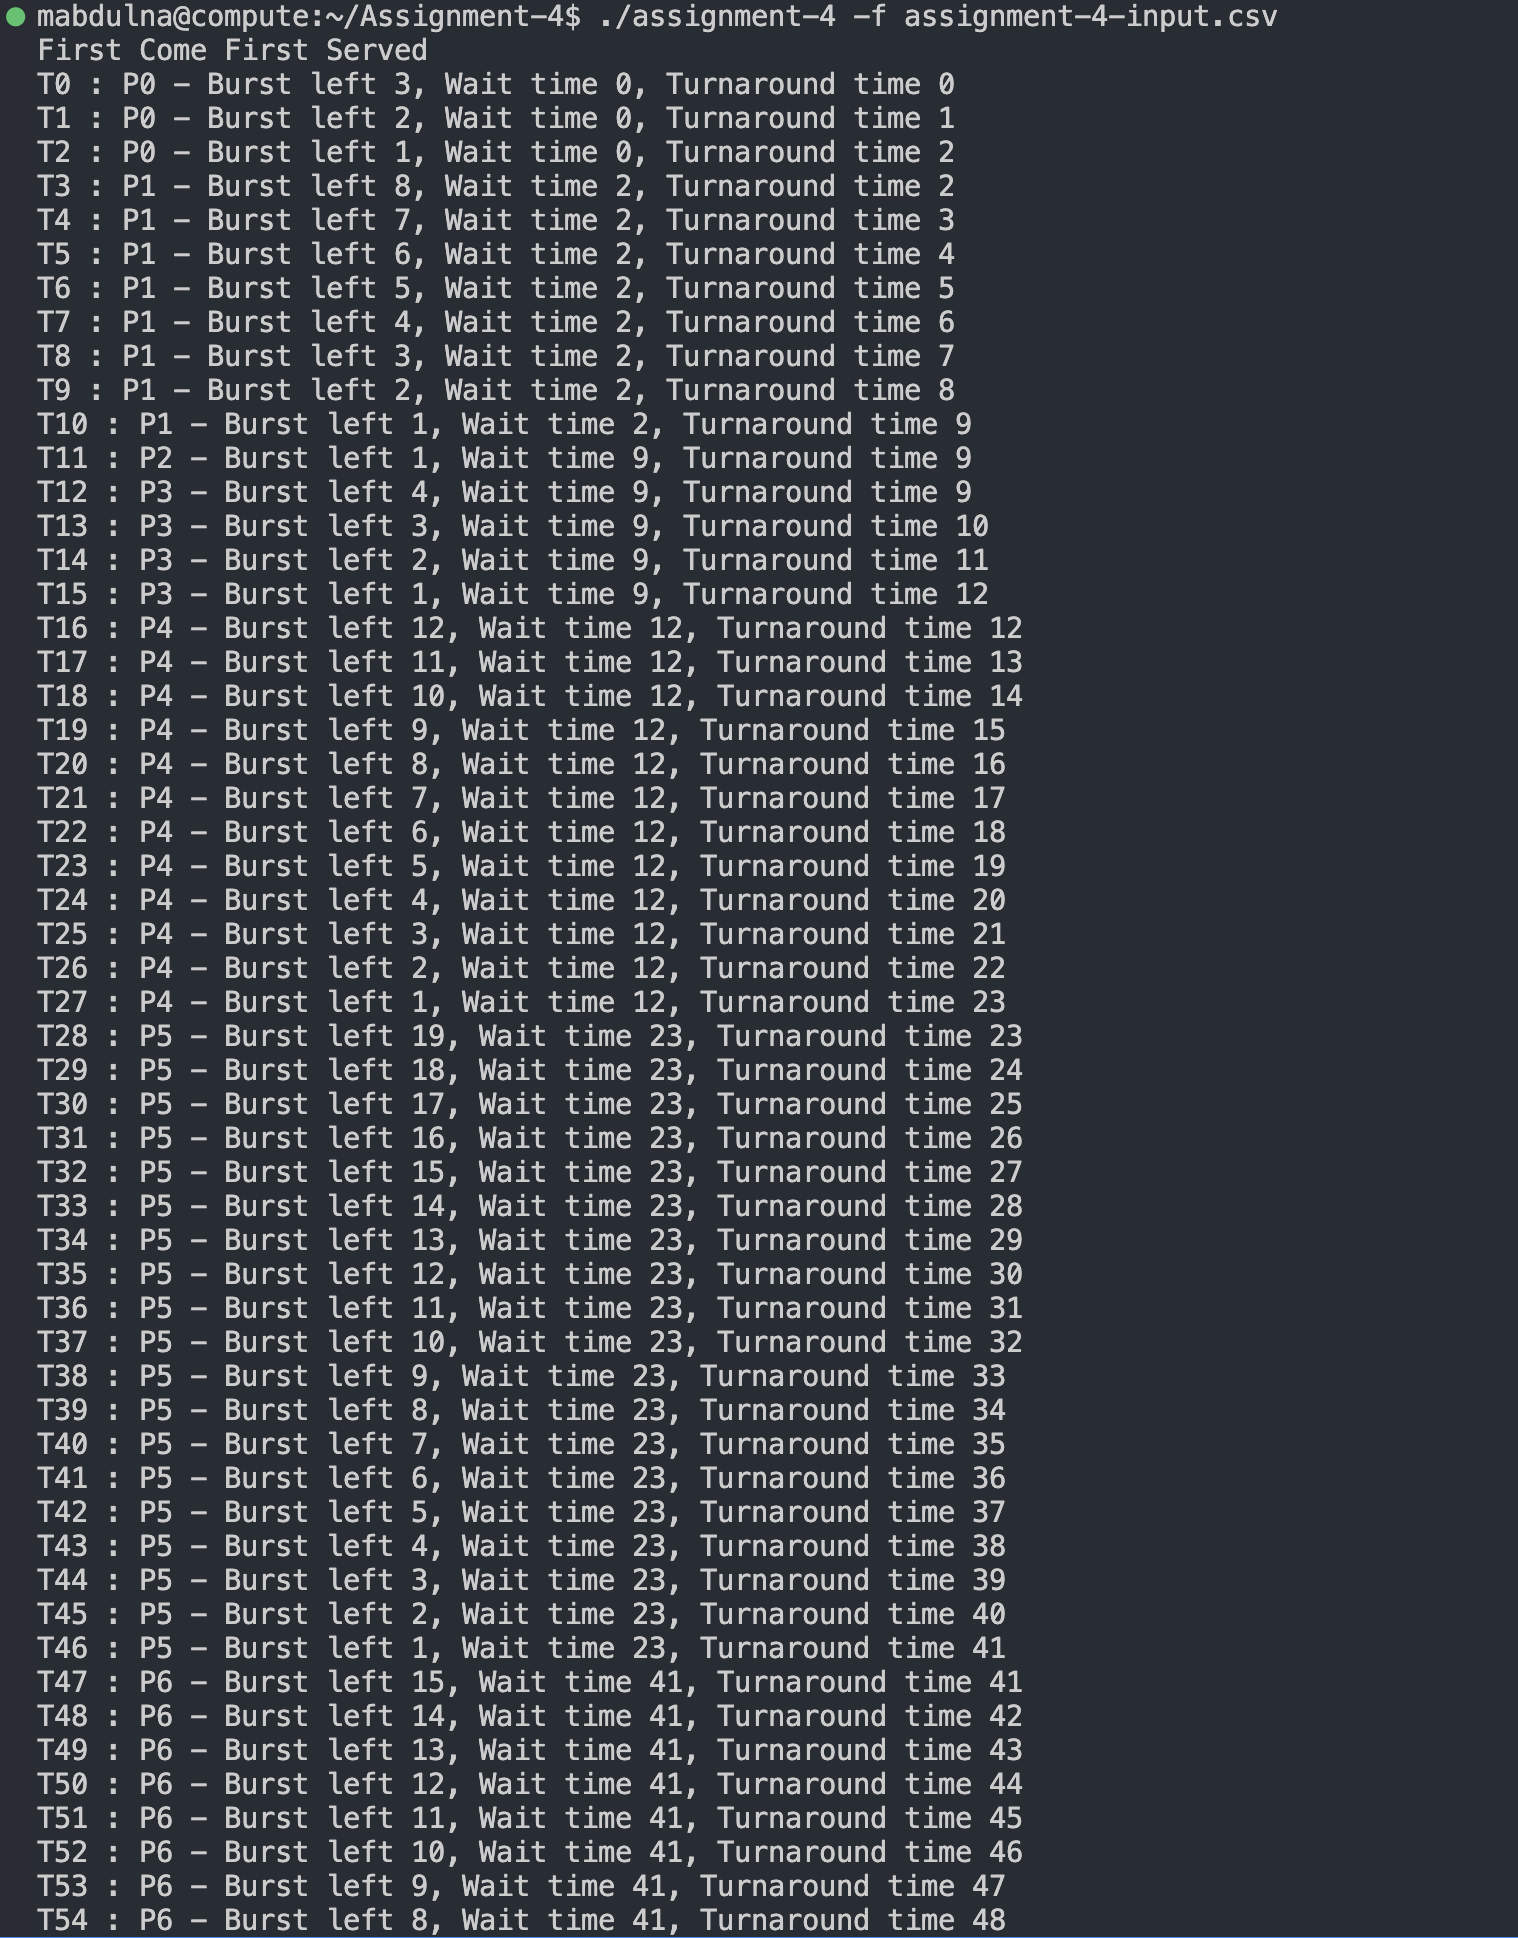 mabdulna@compute:~/Assignment-4$ ./assignment-4 -f assignment-4-input.csv
First Come First Served
T0 : P0 – Burst left 3, Wait time 0, Turnaround time 0
T1 : P0 – Burst left 2, Wait time 0, Turnaround time 1
T2 : P0 – Burst left 1, Wait time 0, Turnaround time 2
T3 : P1 – Burst left 8, Wait time 2, Turnaround time 2
T4 : P1 – Burst left 7, Wait time 2, Turnaround time 3
T5 : P1 – Burst left 6, Wait time 2, Turnaround time 4
T6 : P1 – Burst left 5, Wait time 2, Turnaround time 5
T7 : P1 – Burst left 4, Wait time 2, Turnaround time 6
T8 : P1 – Burst left 3, Wait time 2, Turnaround time 7
T9 : P1 – Burst left 2, Wait time 2, Turnaround time 8
T10 : P1 – Burst left 1, Wait time 2, Turnaround time 9
T11 : P2 – Burst left 1, Wait time 9, Turnaround time 9
T12 : P3 – Burst left 4, Wait time 9, Turnaround time 9
T13 : P3 – Burst left 3, Wait time 9, Turnaround time 10
T14 : P3 – Burst left 2, Wait time 9, Turnaround time 11
T15 : P3 – Burst left 1, Wait time 9, Turnaround time 12
T16 : P4 – Burst left 12, Wait time 12, Turnaround time 12
T17 : P4 – Burst left 11, Wait time 12, Turnaround time 13
T18 : P4 – Burst left 10, Wait time 12, Turnaround time 14
T19 : P4 – Burst left 9, Wait time 12, Turnaround time 15
T20 : P4 – Burst left 8, Wait time 12, Turnaround time 16
T21 : P4 – Burst left 7, Wait time 12, Turnaround time 17
T22 : P4 – Burst left 6, Wait time 12, Turnaround time 18
T23 : P4 – Burst left 5, Wait time 12, Turnaround time 19
T24 : P4 – Burst left 4, Wait time 12, Turnaround time 20
T25 : P4 – Burst left 3, Wait time 12, Turnaround time 21
T26 : P4 – Burst left 2, Wait time 12, Turnaround time 22
T27 : P4 – Burst left 1, Wait time 12, Turnaround time 23
T28 : P5 – Burst left 19, Wait time 23, Turnaround time 23
T29 : P5 – Burst left 18, Wait time 23, Turnaround time 24
T30 : P5 – Burst left 17, Wait time 23, Turnaround time 25
T31 : P5 – Burst left 16, Wait time 23, Turnaround time 26
T32 : P5 – Burst left 15, Wait time 23, Turnaround time 27
T33 : P5 – Burst left 14, Wait time 23, Turnaround time 28
T34 : P5 – Burst left 13, Wait time 23, Turnaround time 29
T35 : P5 – Burst left 12, Wait time 23, Turnaround time 30
T36 : P5 – Burst left 11, Wait time 23, Turnaround time 31
T37 : P5 – Burst left 10, Wait time 23, Turnaround time 32
T38 : P5 – Burst left 9, Wait time 23, Turnaround time 33
T39 : P5 – Burst left 8, Wait time 23, Turnaround time 34
T40 : P5 – Burst left 7, Wait time 23, Turnaround time 35
T41 : P5 – Burst left 6, Wait time 23, Turnaround time 36
T42 : P5 – Burst left 5, Wait time 23, Turnaround time 37
T43 : P5 – Burst left 4, Wait time 23, Turnaround time 38
T44 : P5 – Burst left 3, Wait time 23, Turnaround time 39
T45 : P5 – Burst left 2, Wait time 23, Turnaround time 40
T46 : P5 – Burst left 1, Wait time 23, Turnaround time 41
T47 : P6 – Burst left 15, Wait time 41, Turnaround time 41
T48 : P6 – Burst left 14, Wait time 41, Turnaround time 42
T49 : P6 – Burst left 13, Wait time 41, Turnaround time 43
T50 : P6 – Burst left 12, Wait time 41, Turnaround time 44
T51 : P6 – Burst left 11, Wait time 41, Turnaround time 45
T52 : P6 – Burst left 10, Wait time 41, Turnaround time 46
T53 : P6 – Burst left 9, Wait time 41, Turnaround time 47
T54 : P6 – Burst left 8, Wait time 41, Turnaround time 48